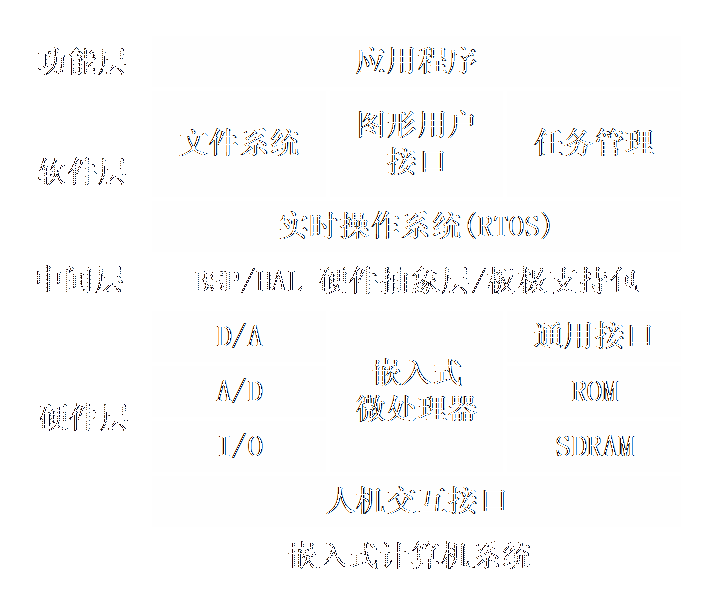 功能层 应用程序
文件系统 图形用户 任务管理
接口
软件层
实时操作系统(RTOS)
中间层 BSP/HAL 硬件抽象层/板极支持包
D/A 通用接口
嵌入式
A/D 微处理器 ROM
硬件层
I/O SDRAM
人机交互接口
嵌入式计算机系统